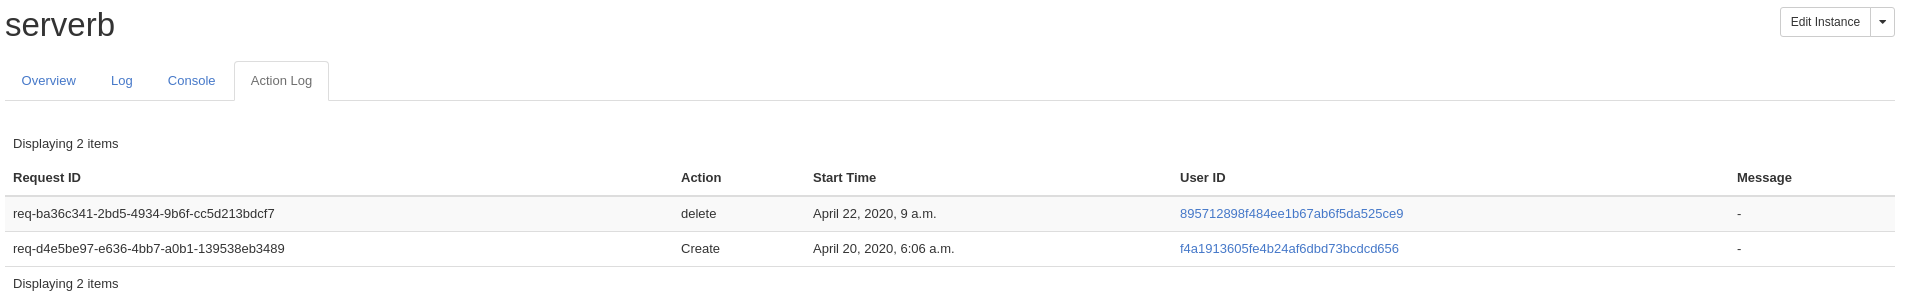 serverb
Edit Instance
Overview Log Console Action Log
Displaying 2 items
Request ID Action Start Time User ID Message
req-ba36c341-2bd5-4934-9b6f-cc5d213bdcf7 delete April 22, 2020, 9 a.m. 895712898f484ee1b67ab6f5da525ce9 -
req-d4e5be97-e636-4bb7-a0b1-139538eb3489 Create April 20, 2020, 6:06 a.m. f4a1913605fe4b24af6dbd73bcdcd656 -
Displaying 2 items